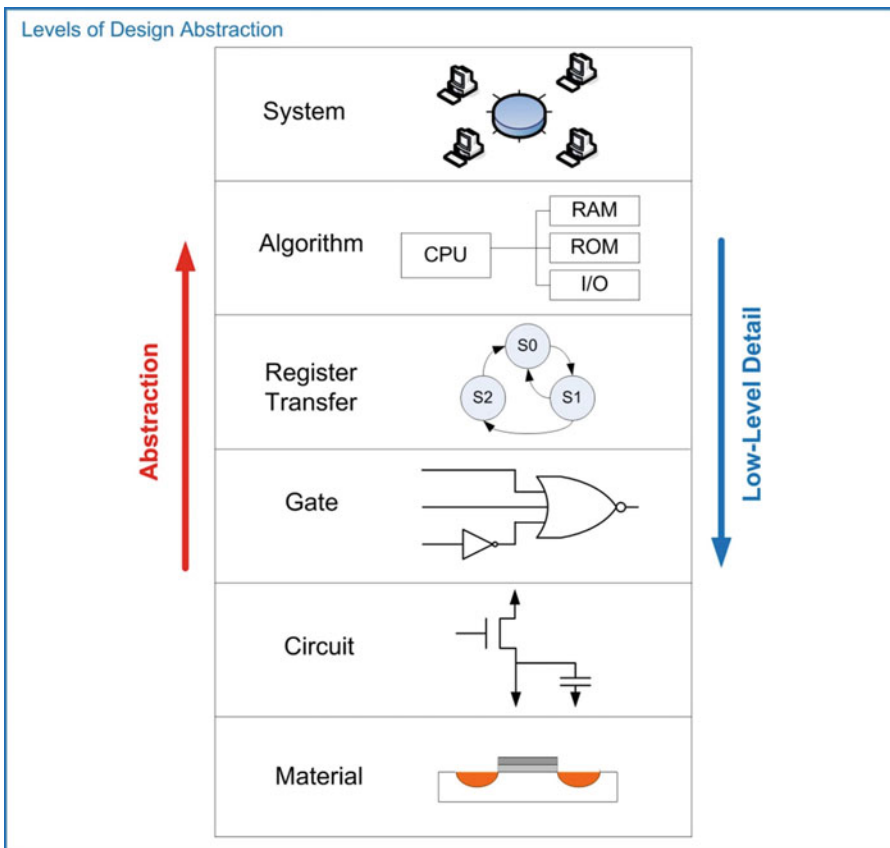 Levels of Design Abstraction
System
Algorithm
CPU
RAM
ROM
I/O
Register
Transfer
S0
S2
S1
Gate
Circuit
Material
Abstraction
Low-Level Detail